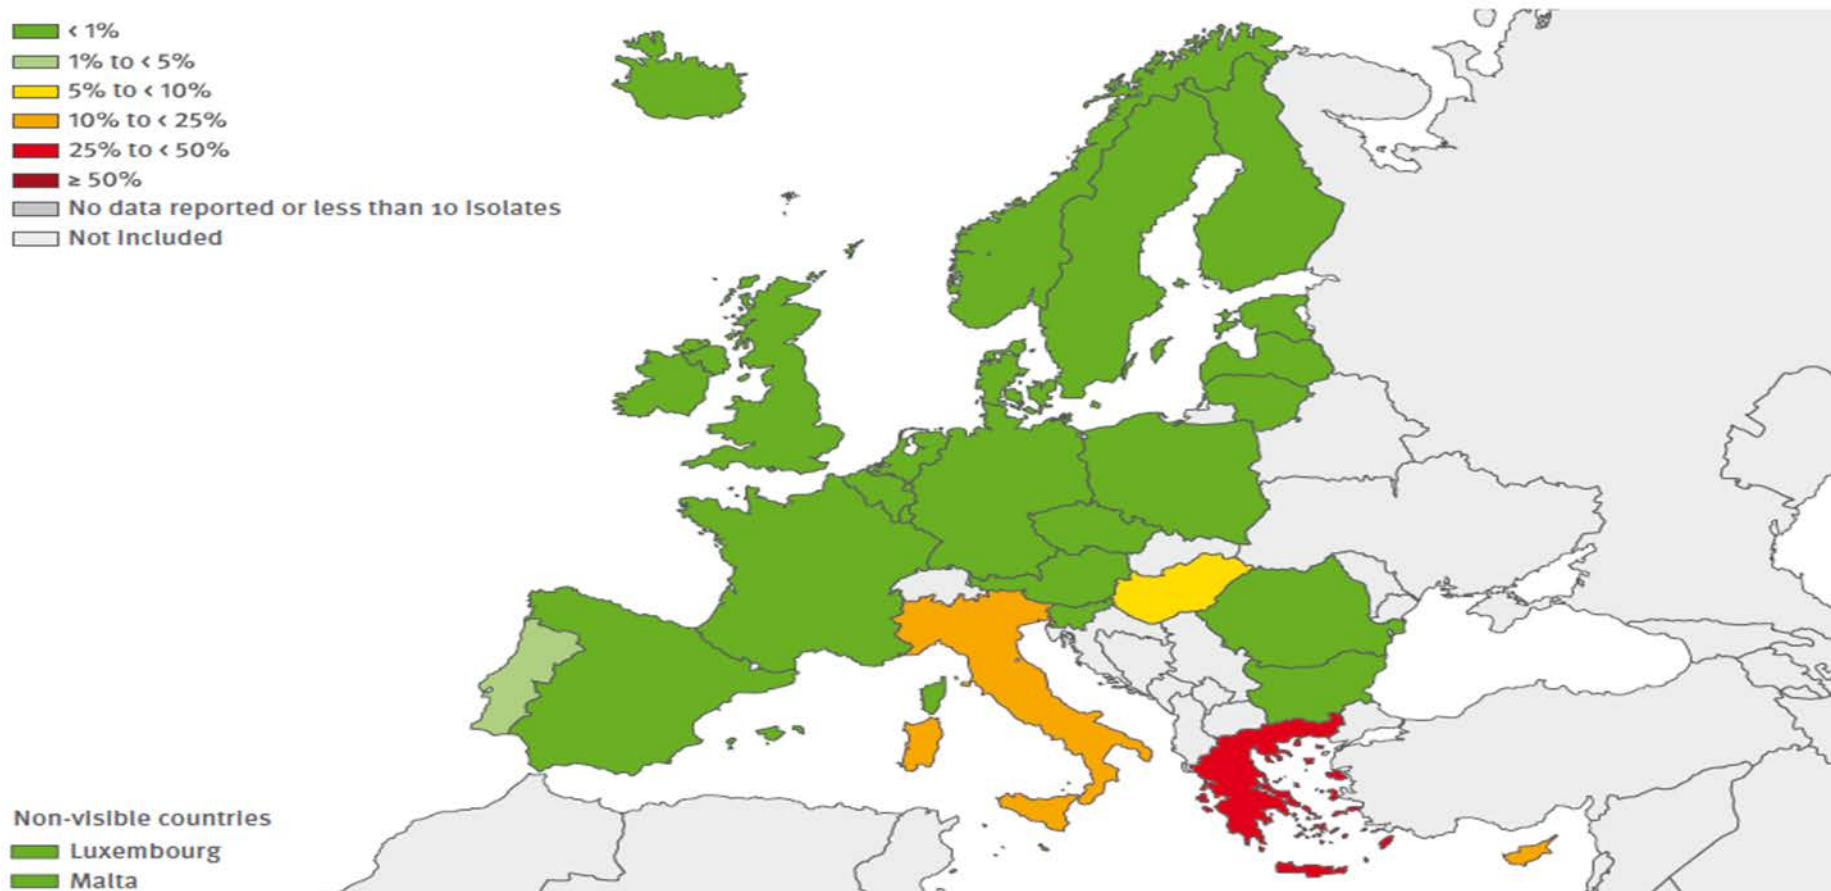 < 1%
1% to < 5%
5% to < 10%
10% to < 25%
25% to < 50%
≥ 50%
No data reported or less than 10 Isolates
Not Included
Non-visible countries
Luxembourg
Malta